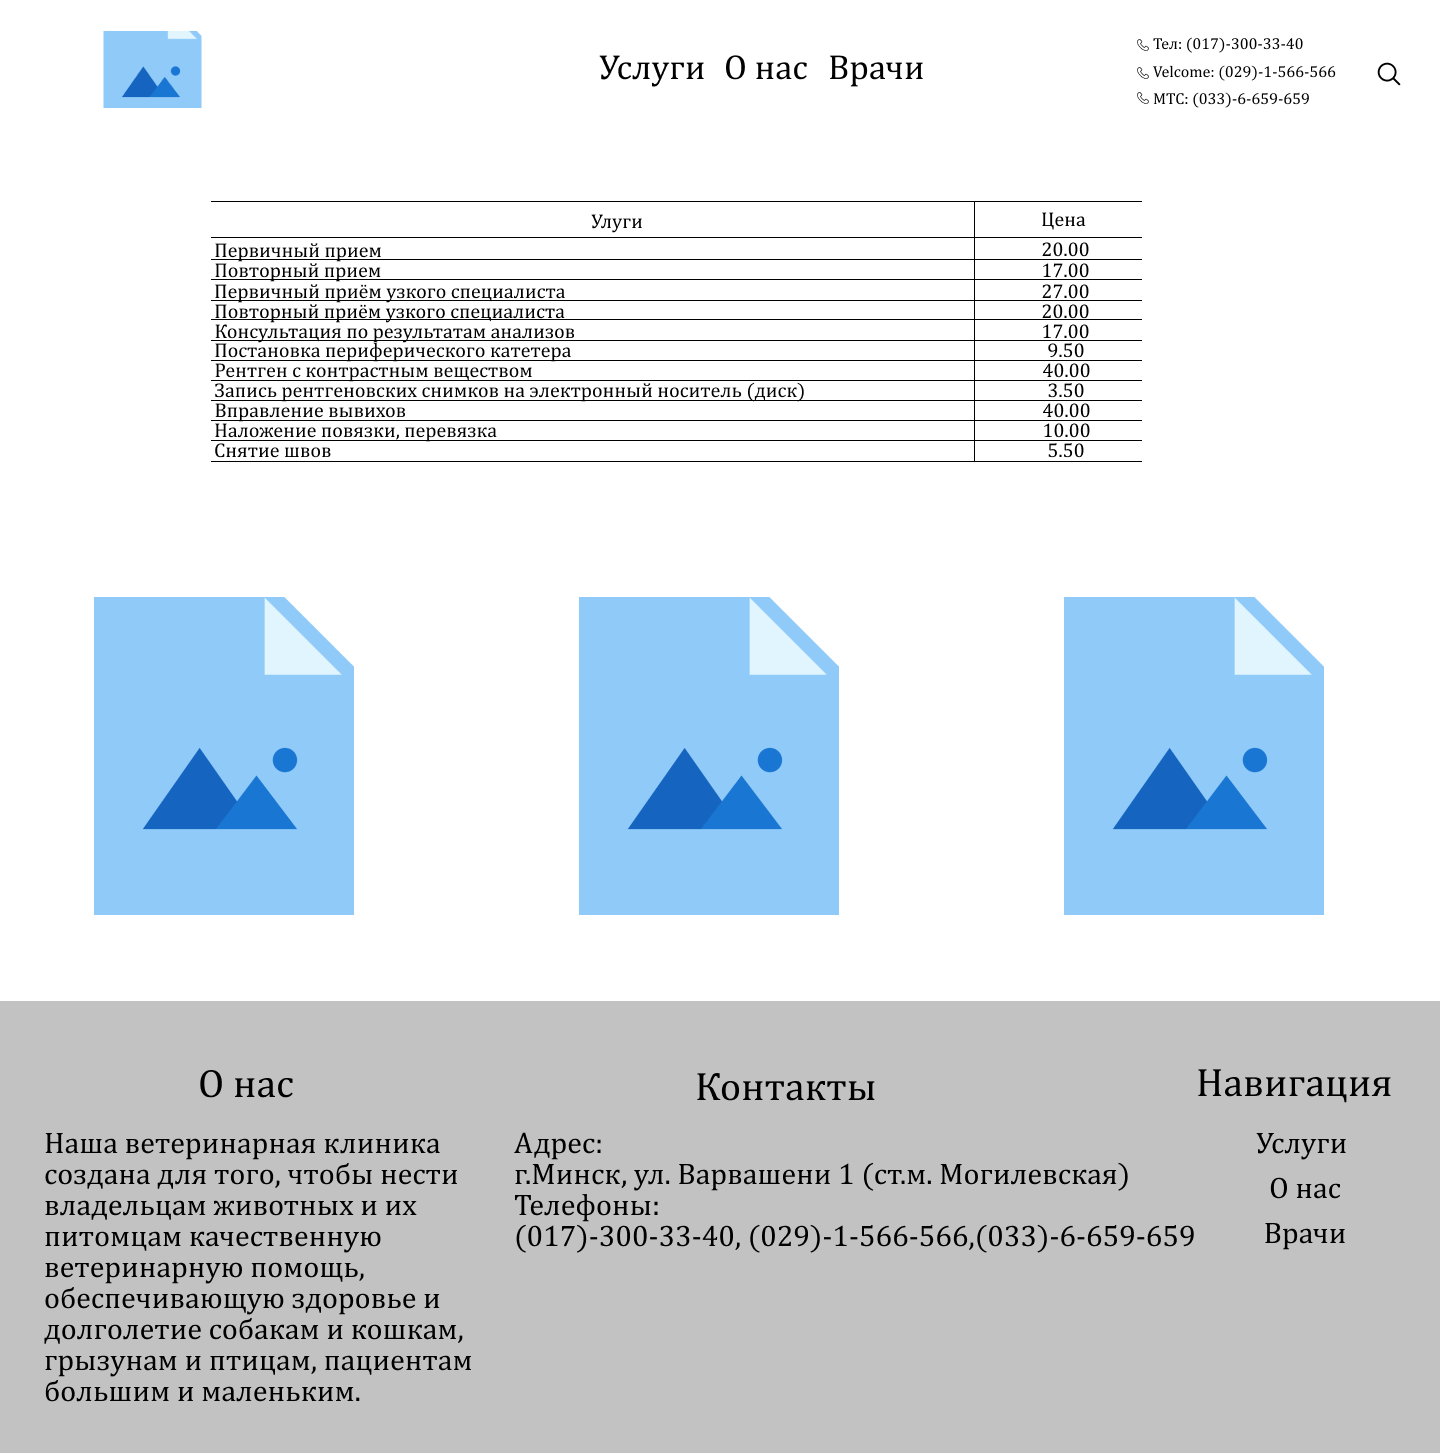 Услуги О нас Врачи
Тел: (017)-300-33-40
Velcome: (029)-1-566-566
МТС: (033)-6-659-659
Улуги Цена
Первичный прием 20.00
Повторный прием 17.00
Первичный приём узкого специалиста 27.00
Повторный приём узкого специалиста 20.00
Консультация по результатам анализов 17.00
Постановка периферического катетера 9.50
Рентген с контрастным веществом 40.00
Запись рентгеновских снимков на электронный носитель (диск) 3.50
Вправление вывихов 40.00
Наложение повязки, перевязка 10.00
Снятие швов 5.50
О нас
Наша ветеринарная клиника
создана для того, чтобы нести
владельцам животных и их
питомцам качественную
ветеринарную помощь,
обеспечивающую здоровье и
долголетие собакам и кошкам,
грызунам и птицам, пациентам
большим и маленьким.
Контакты
Адрес:
г.Минск, ул. Варвашени 1 (ст.м. Могилевская)
Телефоны:
(017)-300-33-40, (029)-1-566-566,(033)-6-659-659
Навигация
Услуги
О нас
Врачи